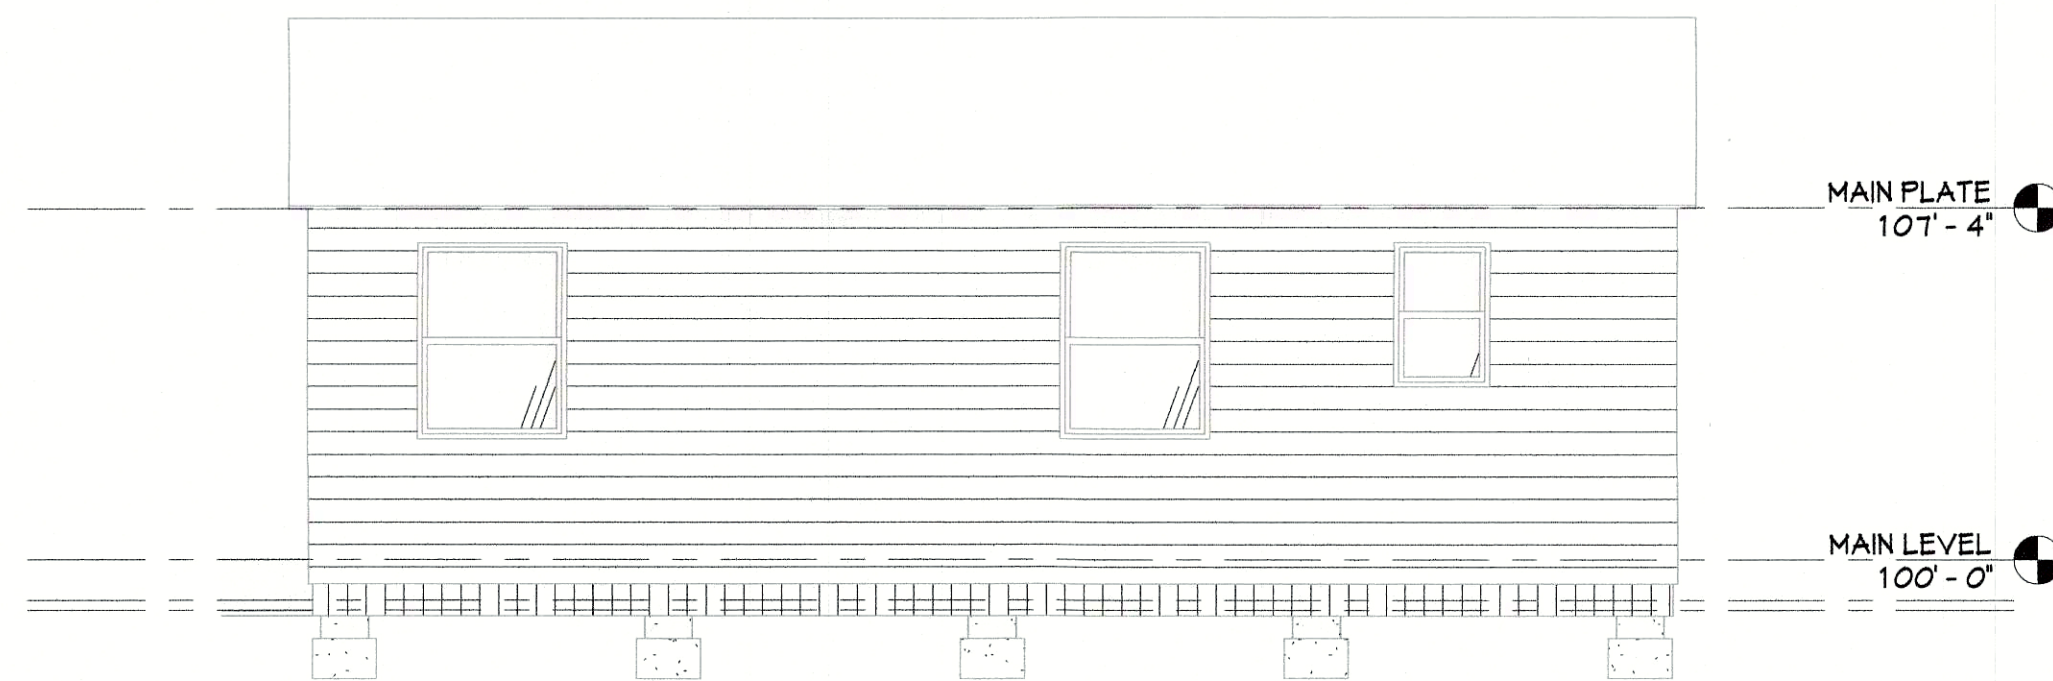 MAIN PLATE
107' - 4"
MAIN LEVEL
100' - 0"